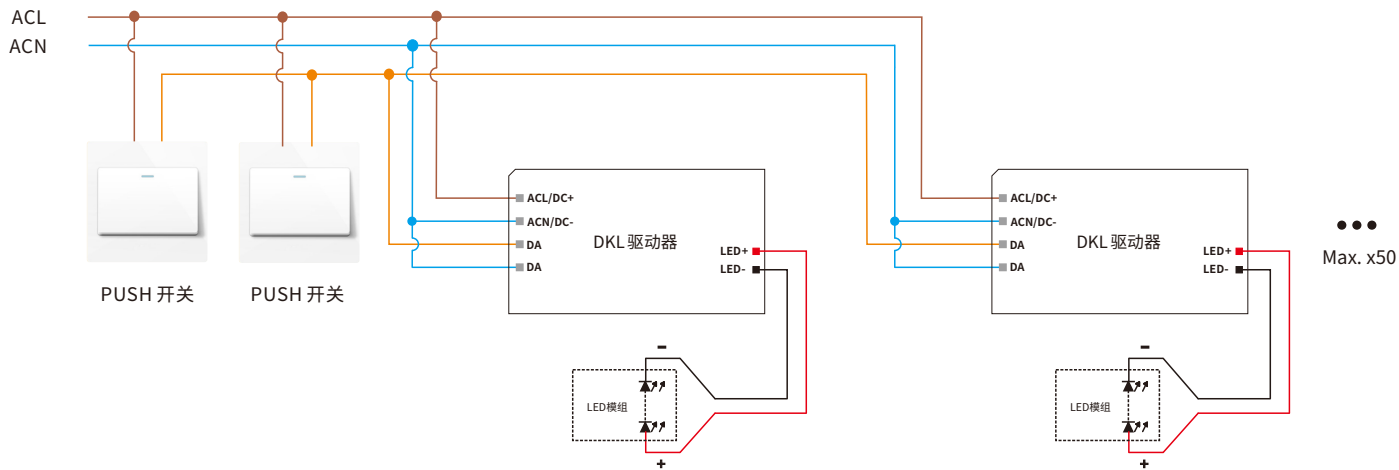 ACL
ACN
PUSH 开关
PUSH 开关
ACL/DC+
ACN/DC-
DA
DA
DKL 驱动器
LED+
LED-
-
LED模组
+
ACL/DC+
ACN/DC-
DA
DA
DKL 驱动器
LED+
LED-
-
LED模组
+
•••
Max. x50